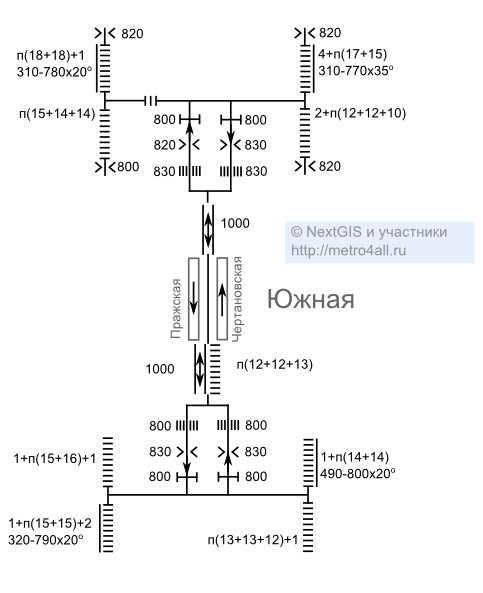 820
820
п(18+18)+1
310-780x20°
4+п(17+15)
310-770x35°
п(15+14+14)
2+п(12+12+10)
800
800
820
830
830
830
800
820
1000
© NextGIS и участники
http://metro4all.ru
Пражская
Чертановская
Южная
1000
п(12+12+13)
800
800
830
830
800
800
1+п(15+16)+1
1+п(14+14)
490-800x20°
1+п(15+15)+2
320-790x20°
п(13+13+12)+1